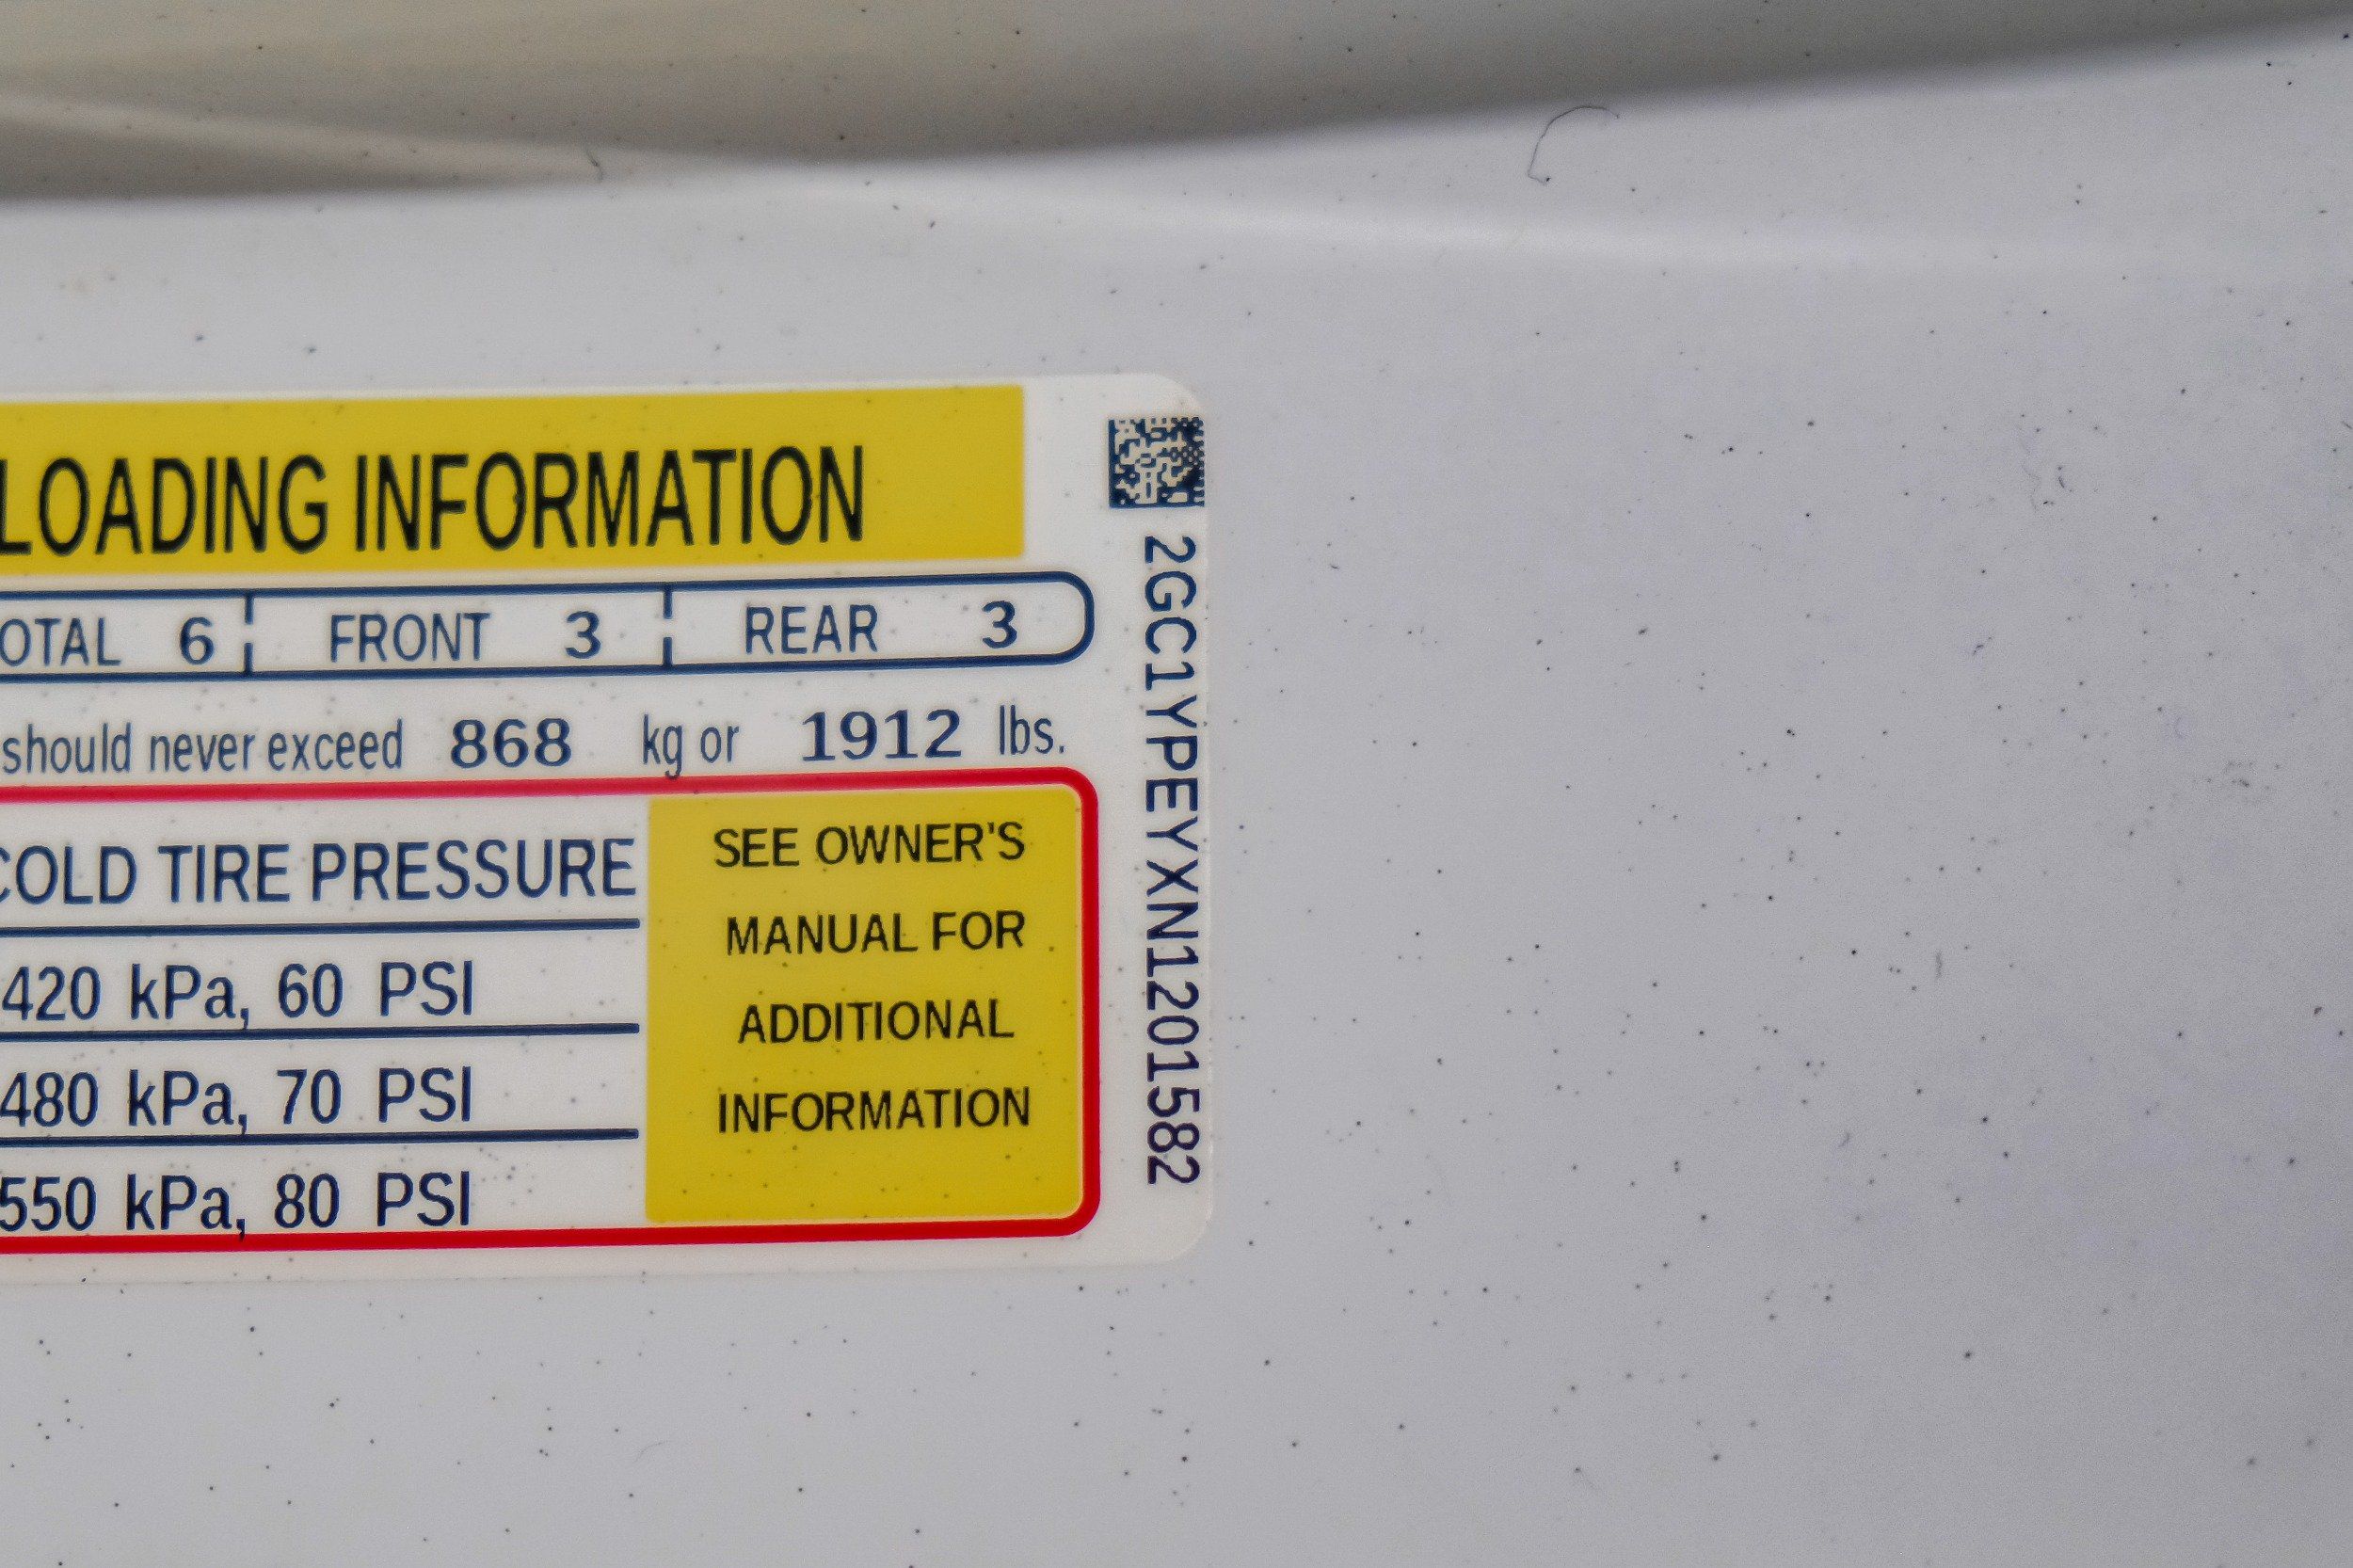 LOADING INFORMATION
OTAL 6 FRONT 3 REAR 3
should never exceed 868 kg or 1912 lbs.
COLD TIRE PRESSURE
420 kPa, 60 PSI
480 kPa, 70 PSI
550 kPa, 80 PSI
SEE OWNER'S
MANUAL FOR
ADDITIONAL
INFORMATION
2GC1YPEYXN1201582